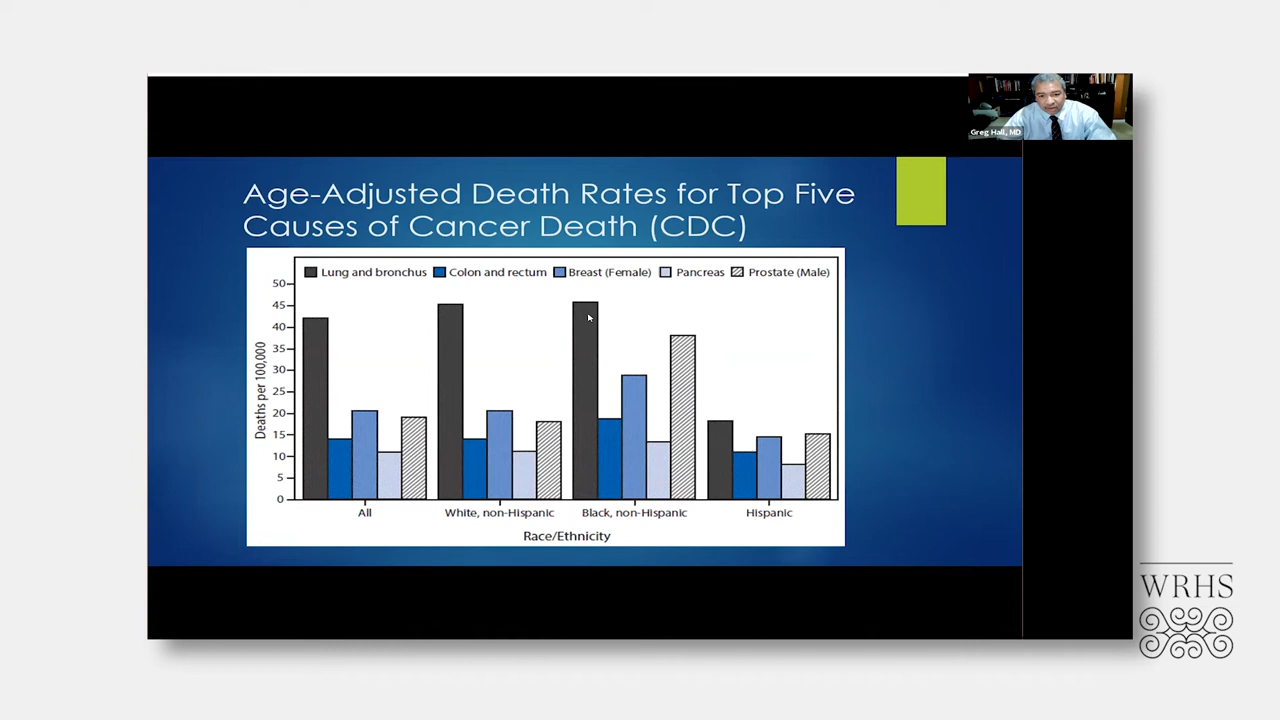 Greg Hall, MD
Age-Adjusted Death Rates for Top Five
Causes of Cancer Death (CDC)
Lung and bronchus Colon and rectum Breast (Female) Pancreas Prostate (Male)
50
45
40
35
30
25
20
15
10
5
0
Deaths per 100,000
All White, non-Hispanic Black, non-Hispanic Hispanic
Race/Ethnicity
WRHS